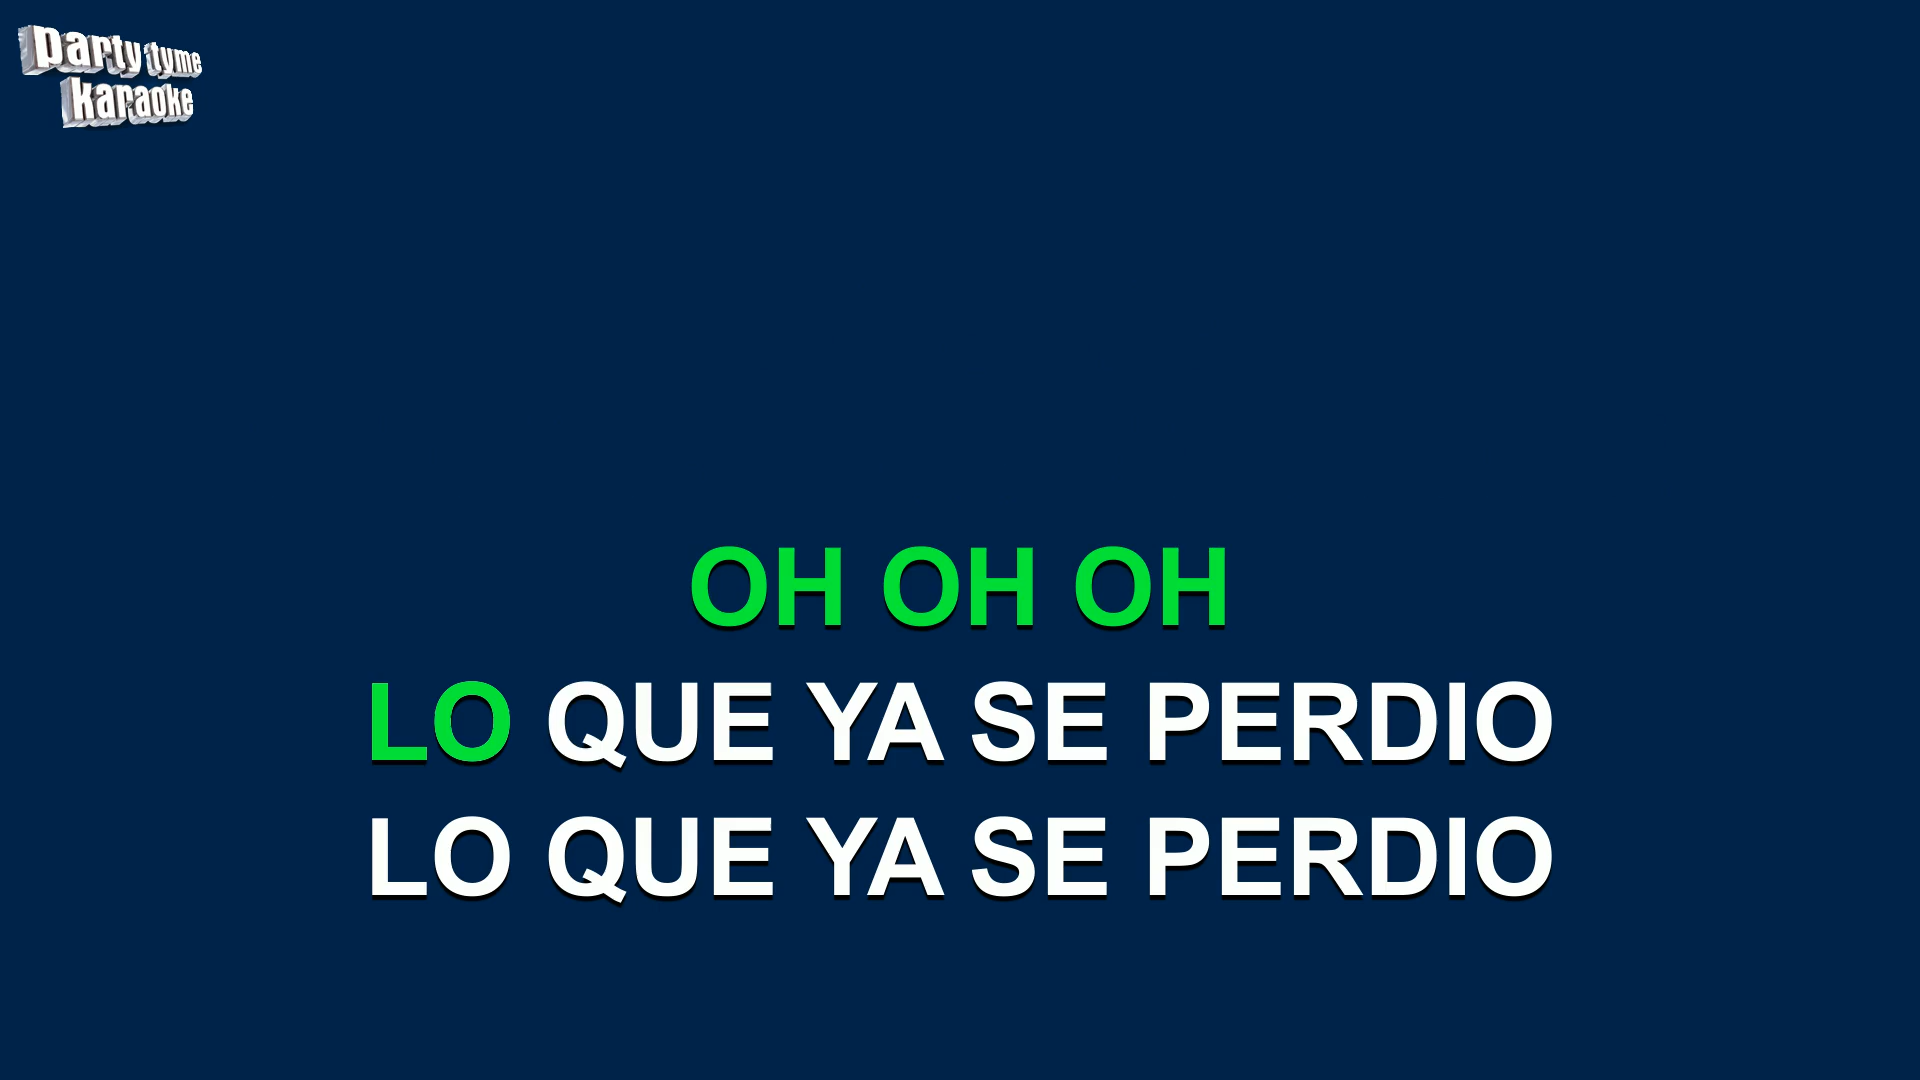 party tyme
karaoke
OH OH OH
LO QUE YA SE PERDIO
LO QUE YA SE PERDIO